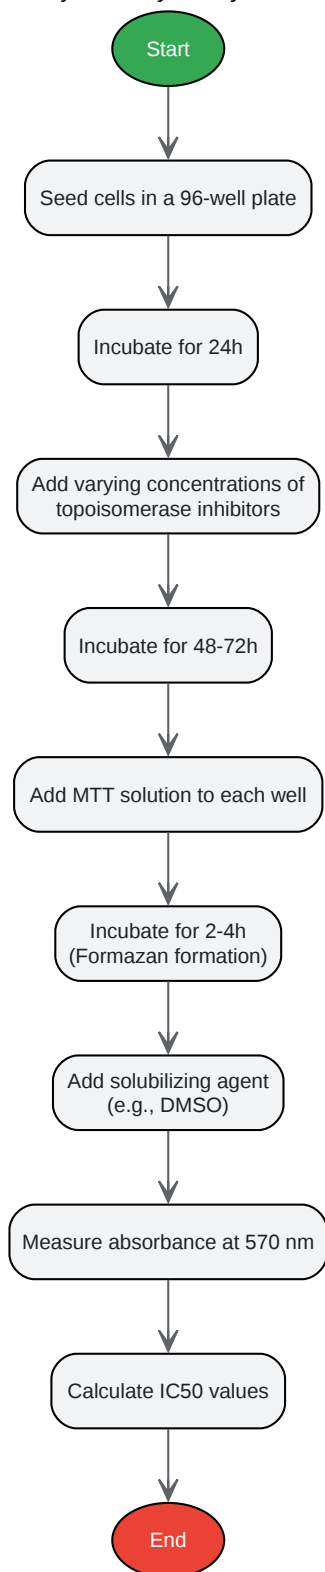 Start
Seed cells in a 96-well plate
Incubate for 24h
Add varying concentrations of
topoisomerase inhibitors
Incubate for 48-72h
Add MTT solution to each well
Incubate for 2-4h
(Formazan formation)
Add solubilizing agent
(e.g., DMSO)
Measure absorbance at 570 nm
Calculate IC50 values
End